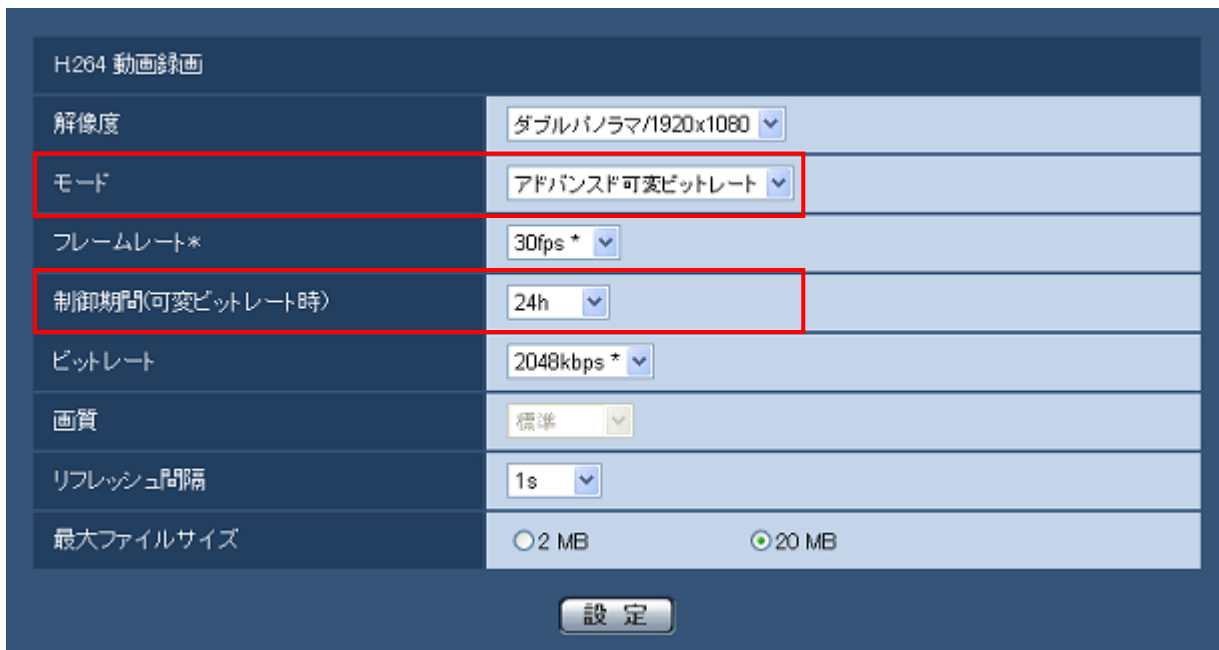 H.264 動画録画
解像度 ダブルパノラマ/1920x1080
モード アドバンスド可変ビットレート
フレームレート* 30fps *
制御期間(可変ビットレート時) 24h
ビットレート 2048kbps *
画質 標準
リフレッシュ間隔 1s
最大ファイルサイズ 2 MB 20 MB
設 定